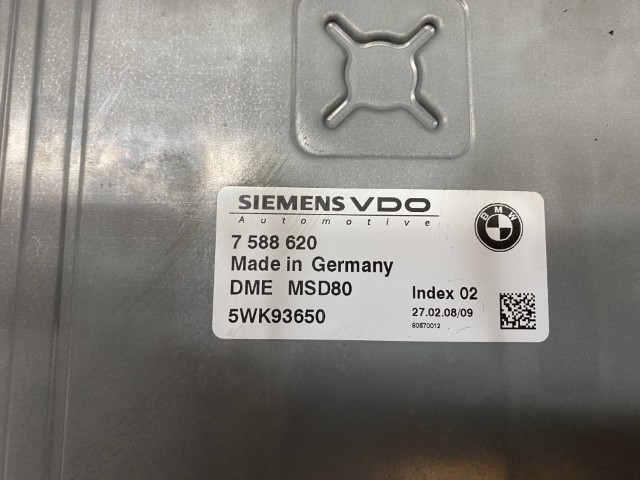 SIEMENS VDO
Automotive
BMW
7 588 620
Made in Germany
DME MSD80
Index 02
5WK93650
27.02.08/09
80570012